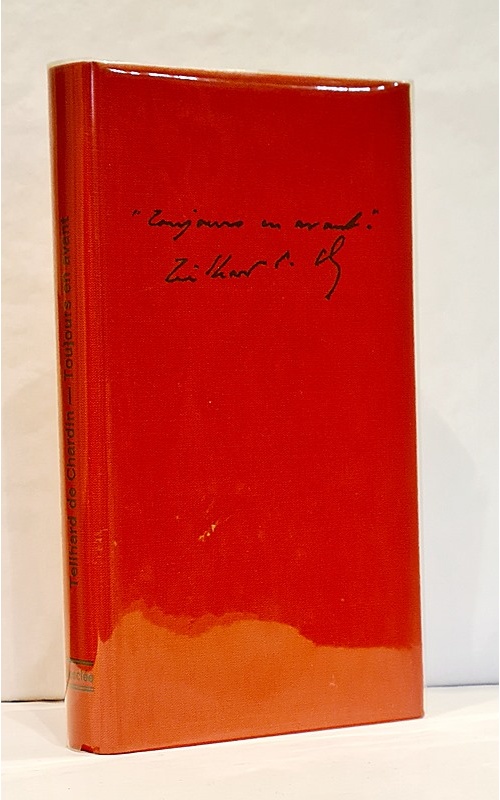 "Toujours en avant".
Teilhard de Ch
Teilhard de Chardin — Toujours en avant